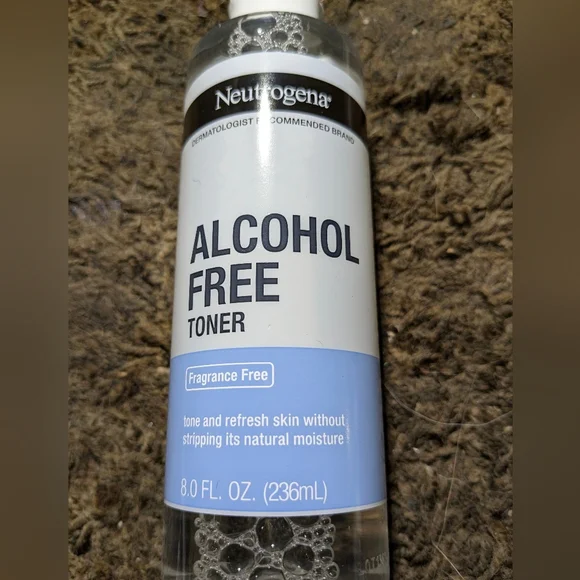 Neutrogena®
DERMATOLOGIST RECOMMENDED BRAND
ALCOHOL
FREE
TONER
Fragrance Free
tone and refresh skin without
stripping its natural moisture
8.0 FL. OZ. (236mL)